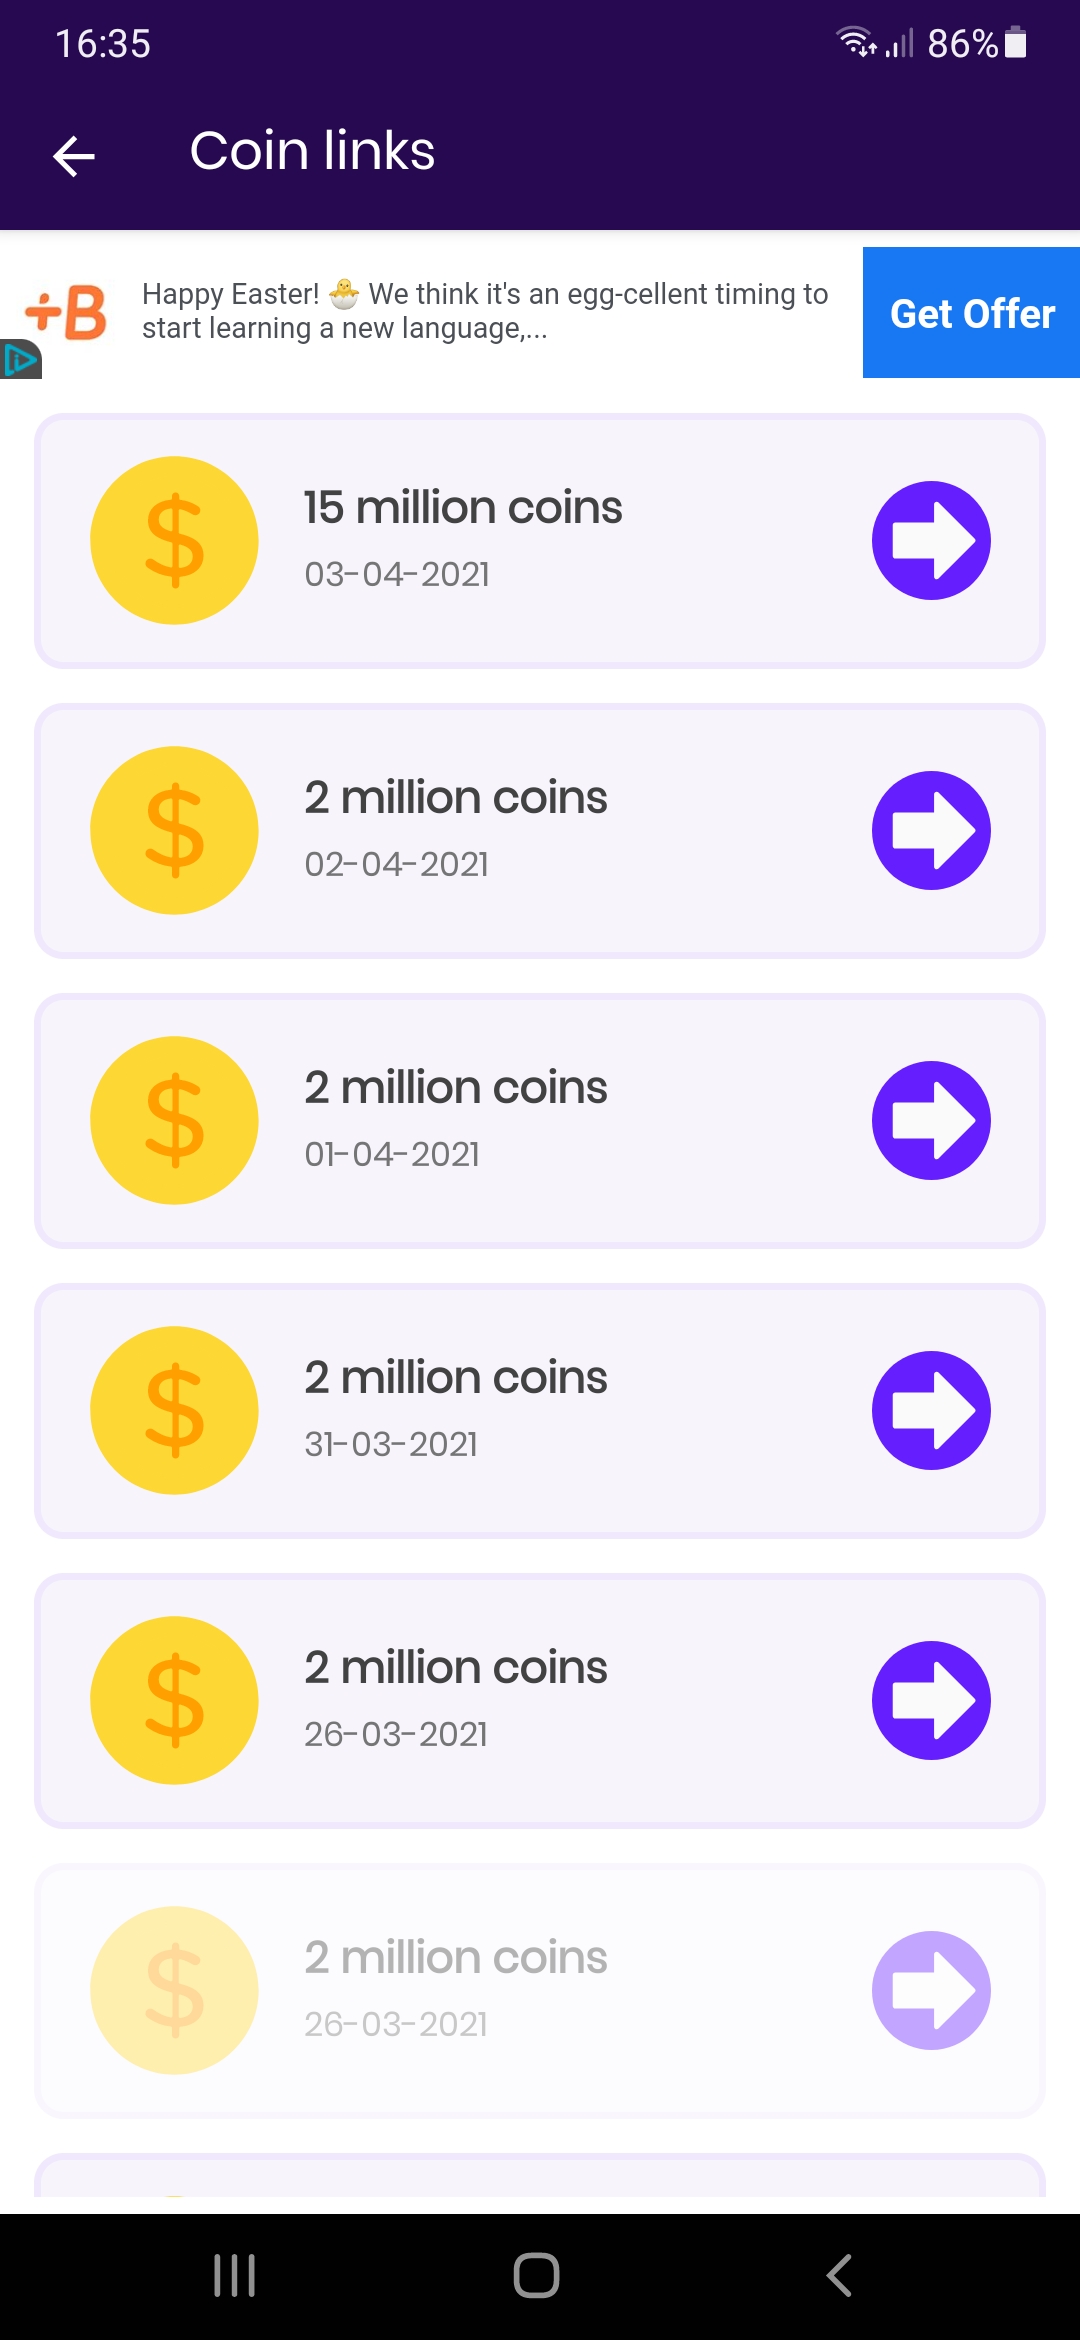 16:35
86%
Coin links
+B
Happy Easter! 🐣 We think it's an egg-cellent timing to
start learning a new language,...
Get Offer
15 million coins
03-04-2021
2 million coins
02-04-2021
2 million coins
01-04-2021
2 million coins
31-03-2021
2 million coins
26-03-2021
2 million coins
26-03-2021